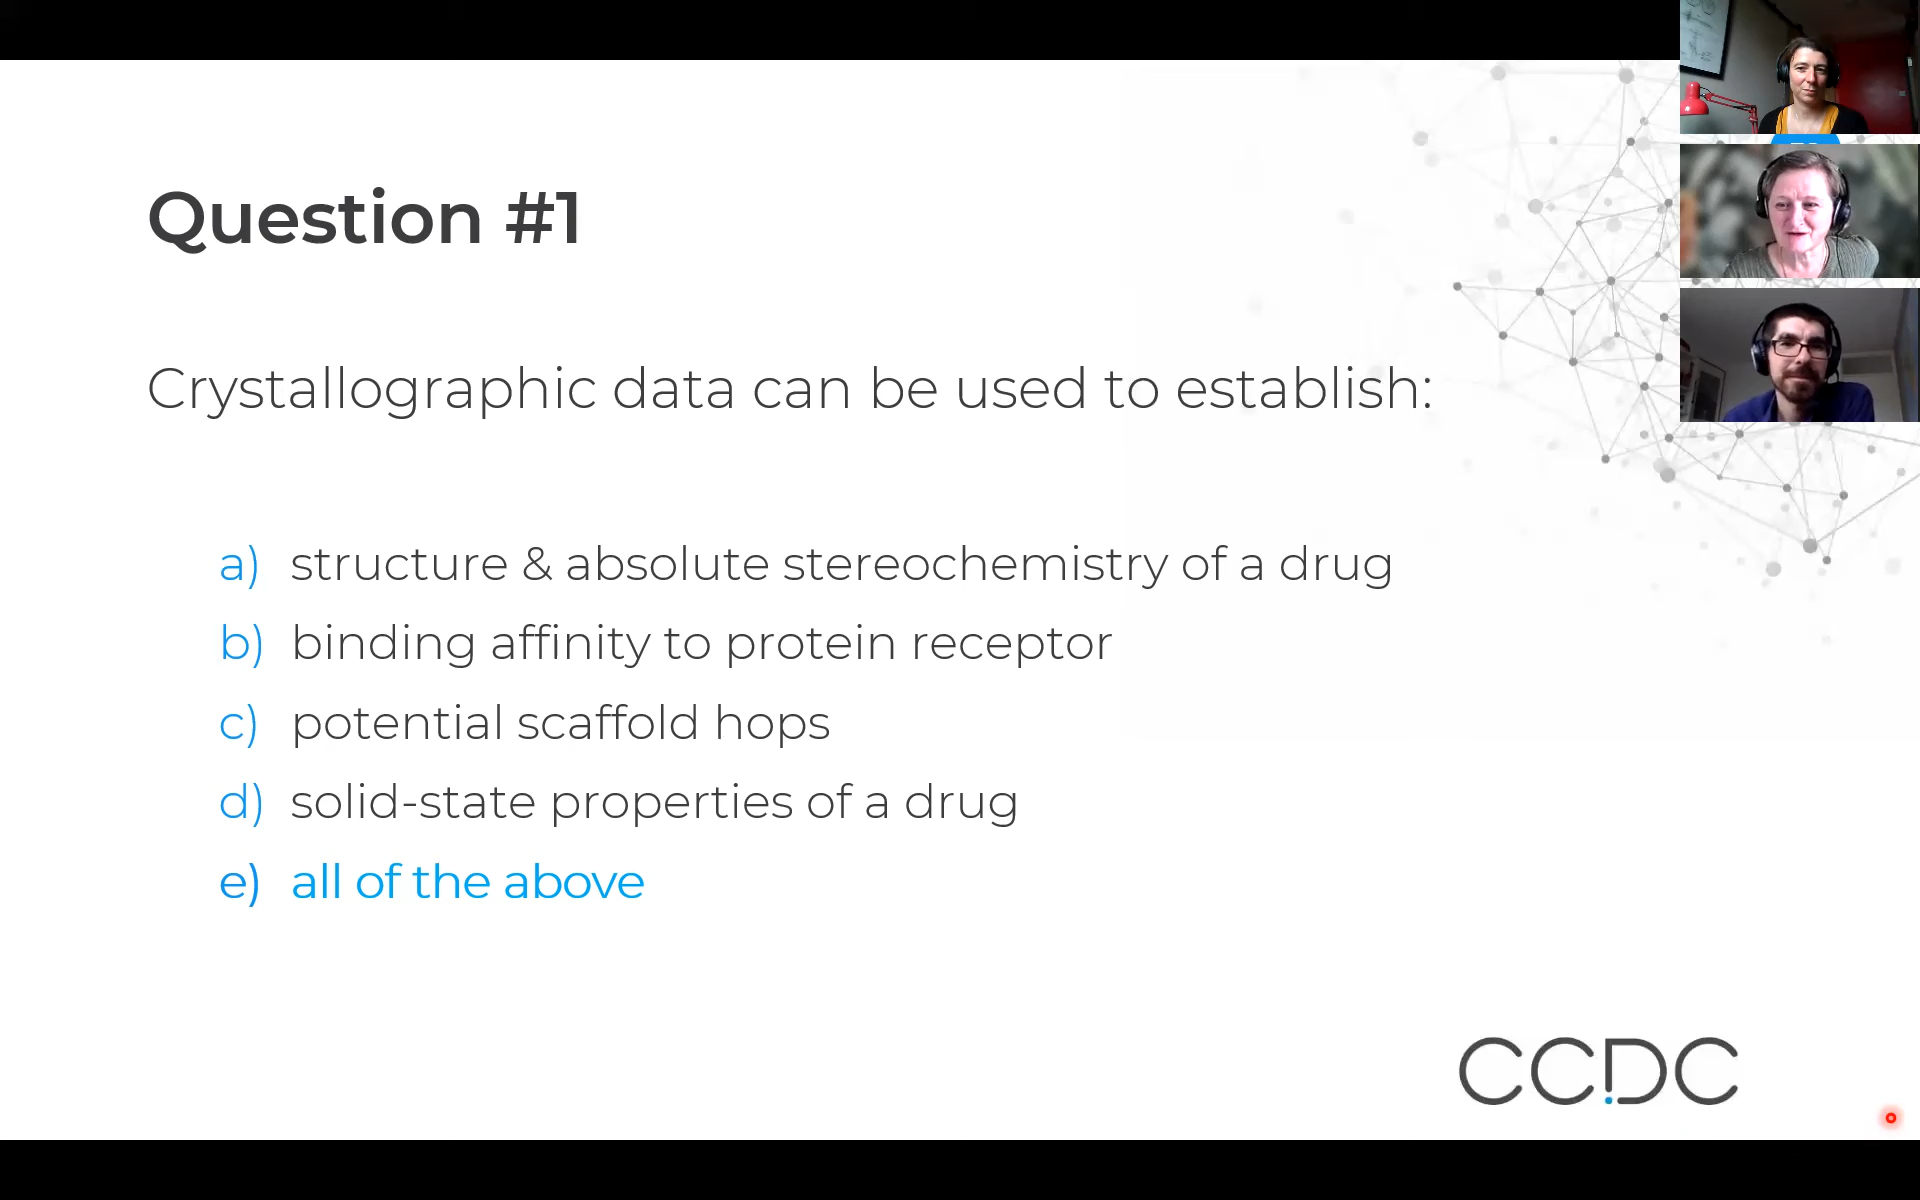 Question #1
Crystallographic data can be used to establish:
a) structure & absolute stereochemistry of a drug
b) binding affinity to protein receptor
c) potential scaffold hops
d) solid-state properties of a drug
e) all of the above
CCDC